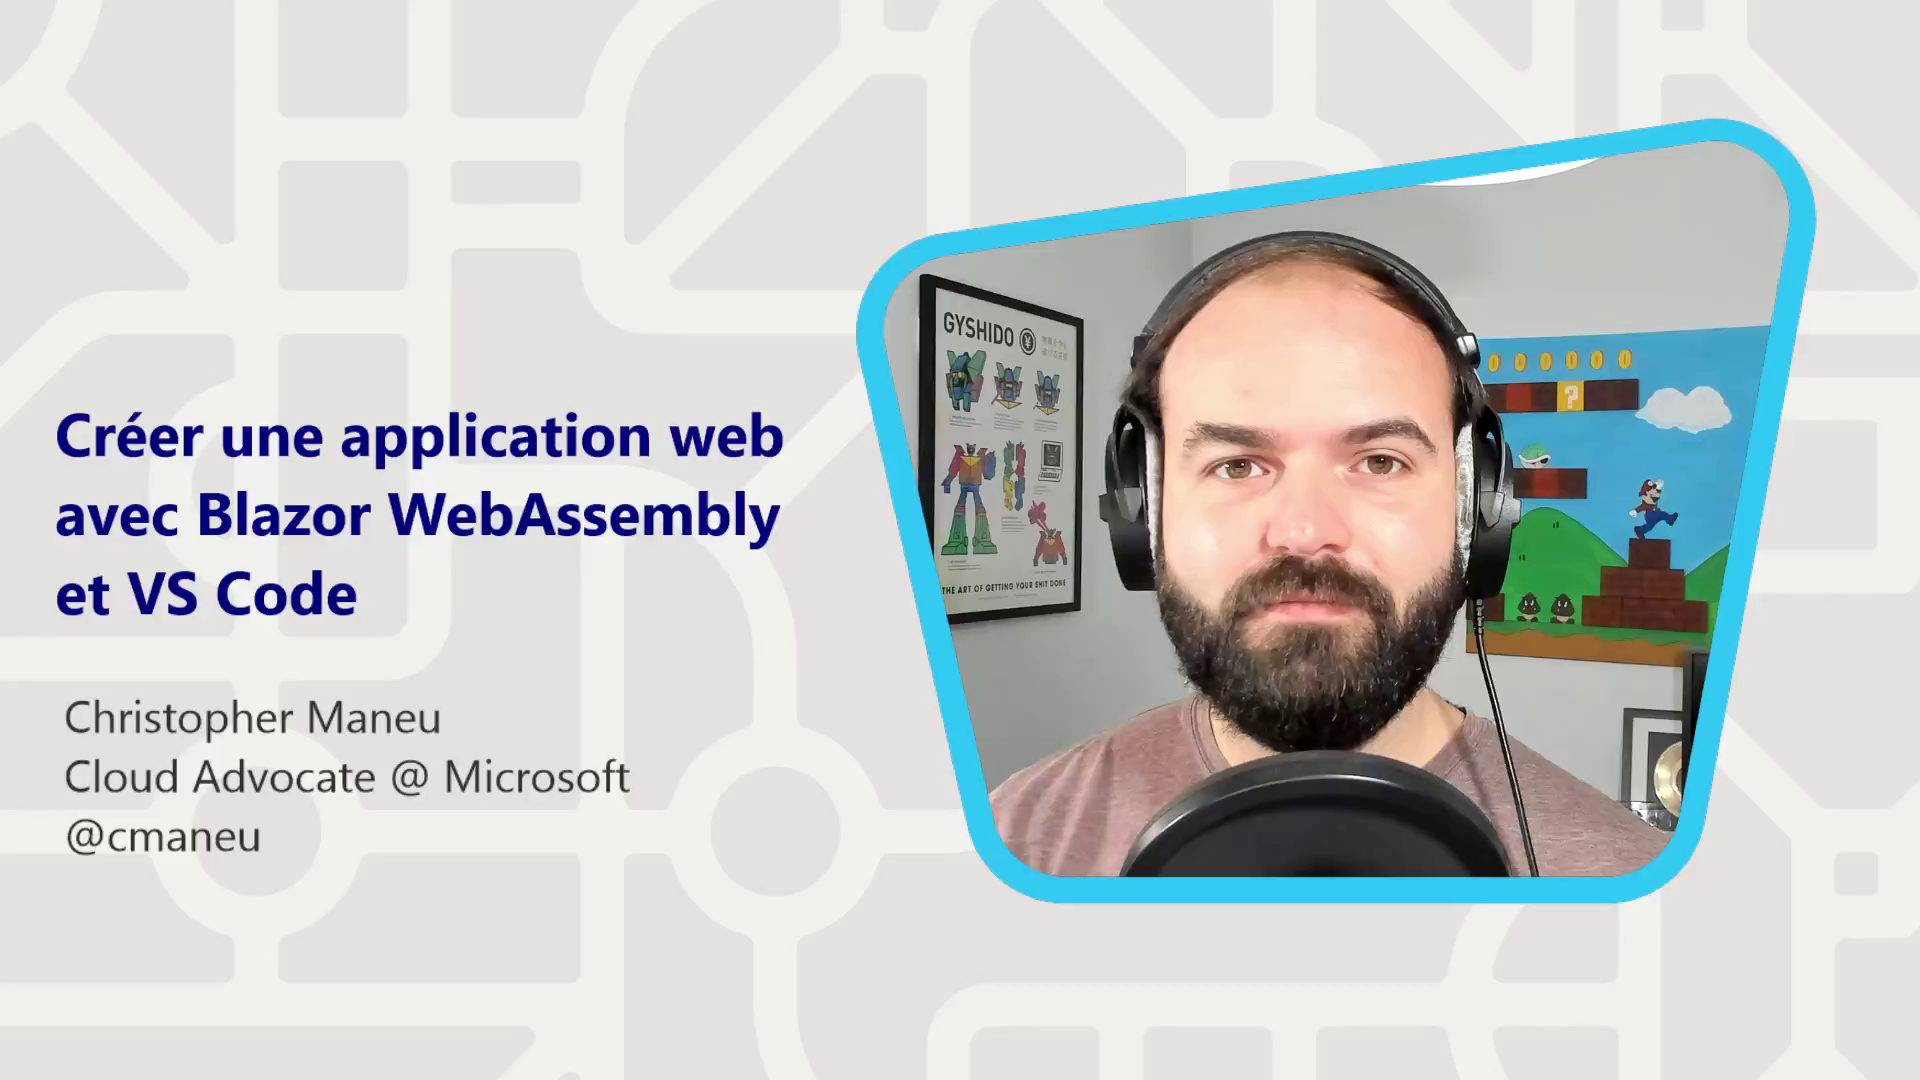 Créer une application web
avec Blazor WebAssembly
et VS Code
Christopher Maneu
Cloud Advocate @ Microsoft
@cmaneu
GYSHIDO
THE ART OF GETTING YOUR SHIT DONE
?